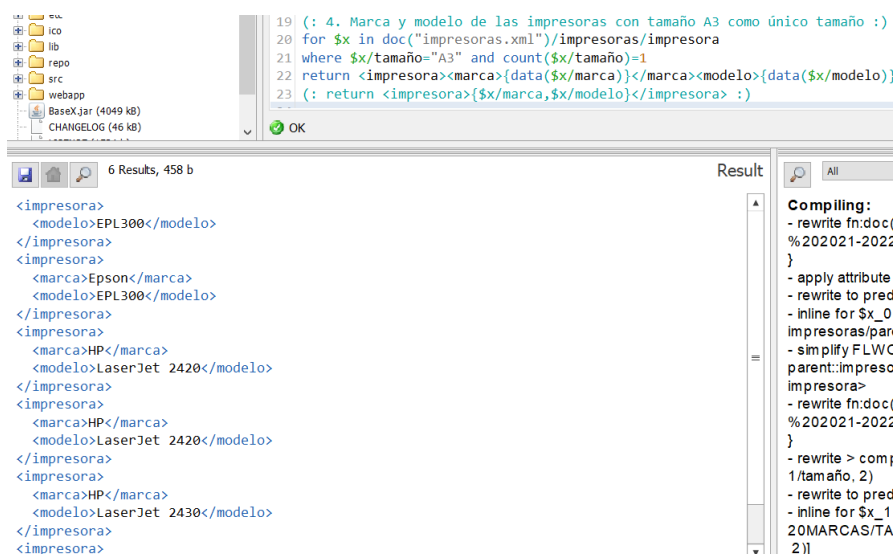 ico
lib
repo
src
webapp
BaseX.jar (4049 kB)
CHANGELOG (46 kB)
19 (: 4. Marca y modelo de las impresoras con tamaño A3 como único tamaño :)
20 for $x in doc("impresoras.xml")/impresoras/impresora
21 where $x/tamaño="A3" and count($x/tamaño)=1
22 return <impresora><marca>{data($x/marca)}</marca><modelo>{data($x/modelo)}
23 (: return <impresora>{$x/marca,$x/modelo}</impresora> :)
OK
6 Results, 458 b
Result
<impresora>
<modelo>EPL300</modelo>
</impresora>
<impresora>
<marca>Epson</marca>
<modelo>EPL300</modelo>
</impresora>
<impresora>
<marca>HP</marca>
<modelo>LaserJet 2420</modelo>
</impresora>
<impresora>
<marca>HP</marca>
<modelo>LaserJet 2420</modelo>
</impresora>
<impresora>
<marca>HP</marca>
<modelo>LaserJet 2430</modelo>
</impresora>
<impresora>
All
Compiling:
- rewrite fn:doc(
%202021-2022
}
- apply attribute
- rewrite to pred
- inline for $x_0
impresoras/par
- simplify FLWO
parent::impreso
impresora>
- rewrite fn:doc(
%202021-2022
}
- rewrite > comp
1/tamaño, 2)
- rewrite to pred
- inline for $x_1
20MARCAS/TA
2)]